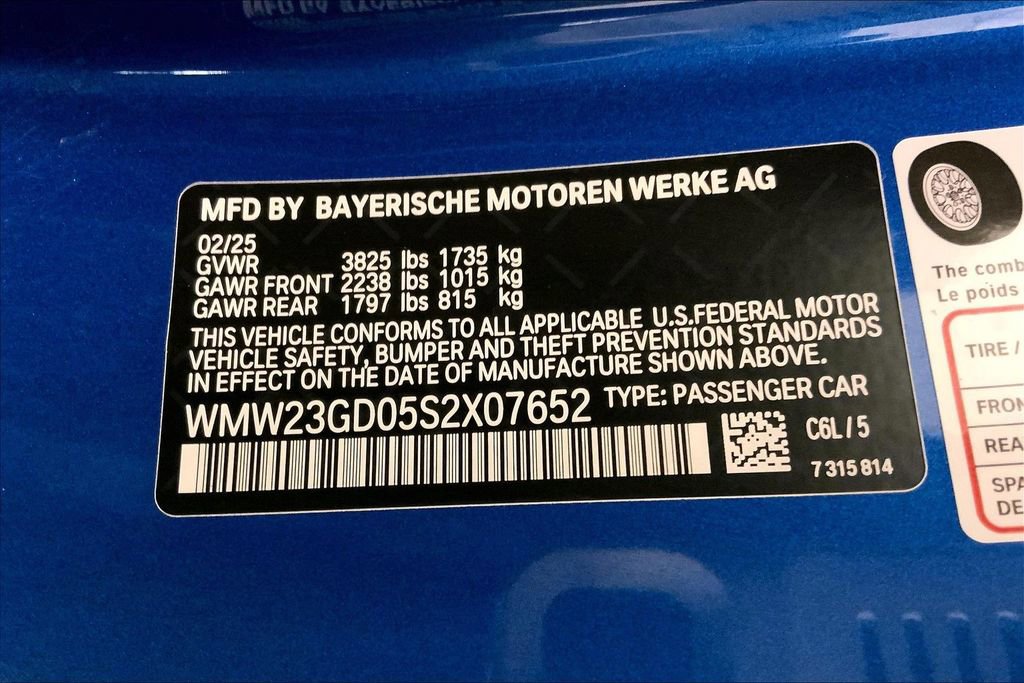 MFD BY BAYERISCHE MOTOREN WERKE AG
02/25
GVWR 3825 lbs 1735 kg
GAWR FRONT 2238 lbs 1015 kg
GAWR REAR 1797 lbs 815 kg
THIS VEHICLE CONFORMS TO ALL APPLICABLE U.S.FEDERAL MOTOR
VEHICLE SAFETY, BUMPER AND THEFT PREVENTION STANDARDS
IN EFFECT ON THE DATE OF MANUFACTURE SHOWN ABOVE.
WMW23GD05S2X07652 TYPE: PASSENGER CAR
C6L/5
7 315 814
The comb
Le poids
TIRE /
FRON
REA
SPA
DE